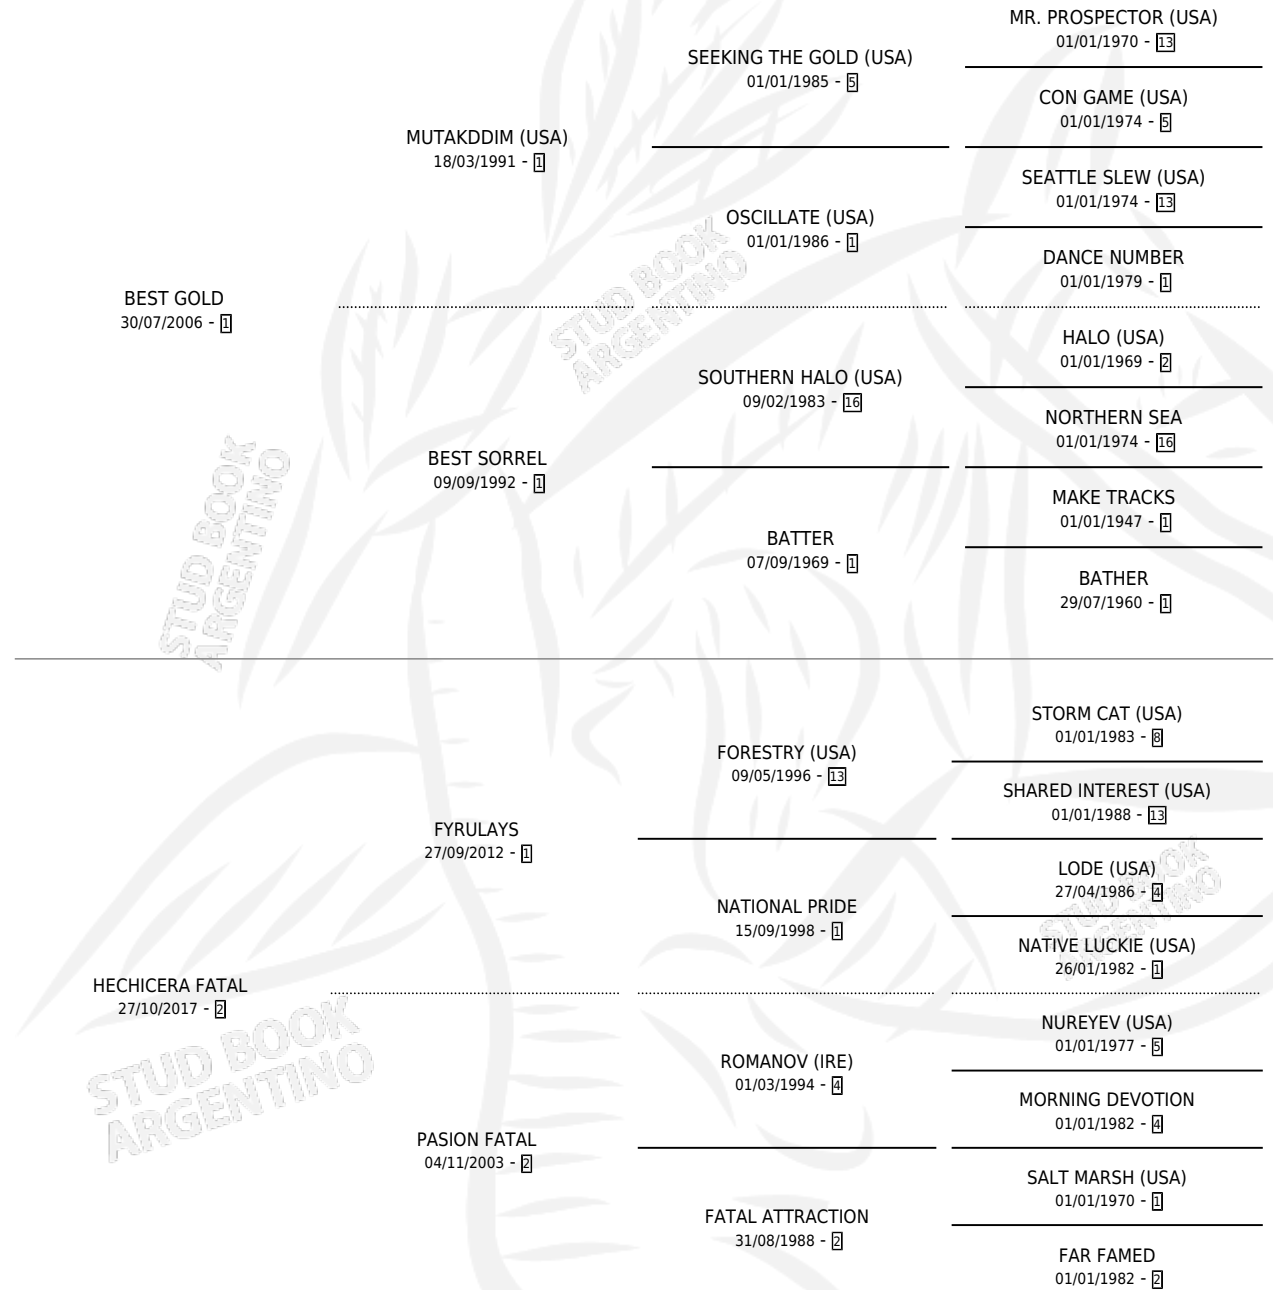 MR. PROSPECTOR (USA)
01/01/1970 - 13
SEEKING THE GOLD (USA)
01/01/1985 - 5
CON GAME (USA)
01/01/1974 - 5
MUTAKDDIM (USA)
18/03/1991 - 1
SEATTLE SLEW (USA)
01/01/1974 - 13
OSCILLATE (USA)
01/01/1986 - 1
DANCE NUMBER
01/01/1979 - 1
BEST GOLD
30/07/2006 - 1
HALO (USA)
01/01/1969 - 2
SOUTHERN HALO (USA)
09/02/1983 - 16
NORTHERN SEA
01/01/1974 - 16
BEST SORREL
09/09/1992 - 1
MAKE TRACKS
01/01/1947 - 1
BATTER
07/09/1969 - 1
BATHER
29/07/1960 - 1
STORM CAT (USA)
01/01/1983 - 8
FORESTRY (USA)
09/05/1996 - 13
SHARED INTEREST (USA)
01/01/1988 - 13
FYRULAYS
27/09/2012 - 1
LODE (USA)
27/04/1986 - 4
NATIONAL PRIDE
15/09/1998 - 1
NATIVE LUCKIE (USA)
26/01/1982 - 1
HECHICERA FATAL
27/10/2017 - 2
NUREYEV (USA)
01/01/1977 - 5
ROMANOV (IRE)
01/03/1994 - 4
MORNING DEVOTION
01/01/1982 - 4
PASION FATAL
04/11/2003 - 2
SALT MARSH (USA)
01/01/1970 - 1
FATAL ATTRACTION
31/08/1988 - 2
FAR FAMED
01/01/1982 - 2
STUD BOOK
ARGENTINO
STUD BOOK
ARGENTINO
STUD BOOK
ARGENTINO
STUD BOOK
ARGENTINO